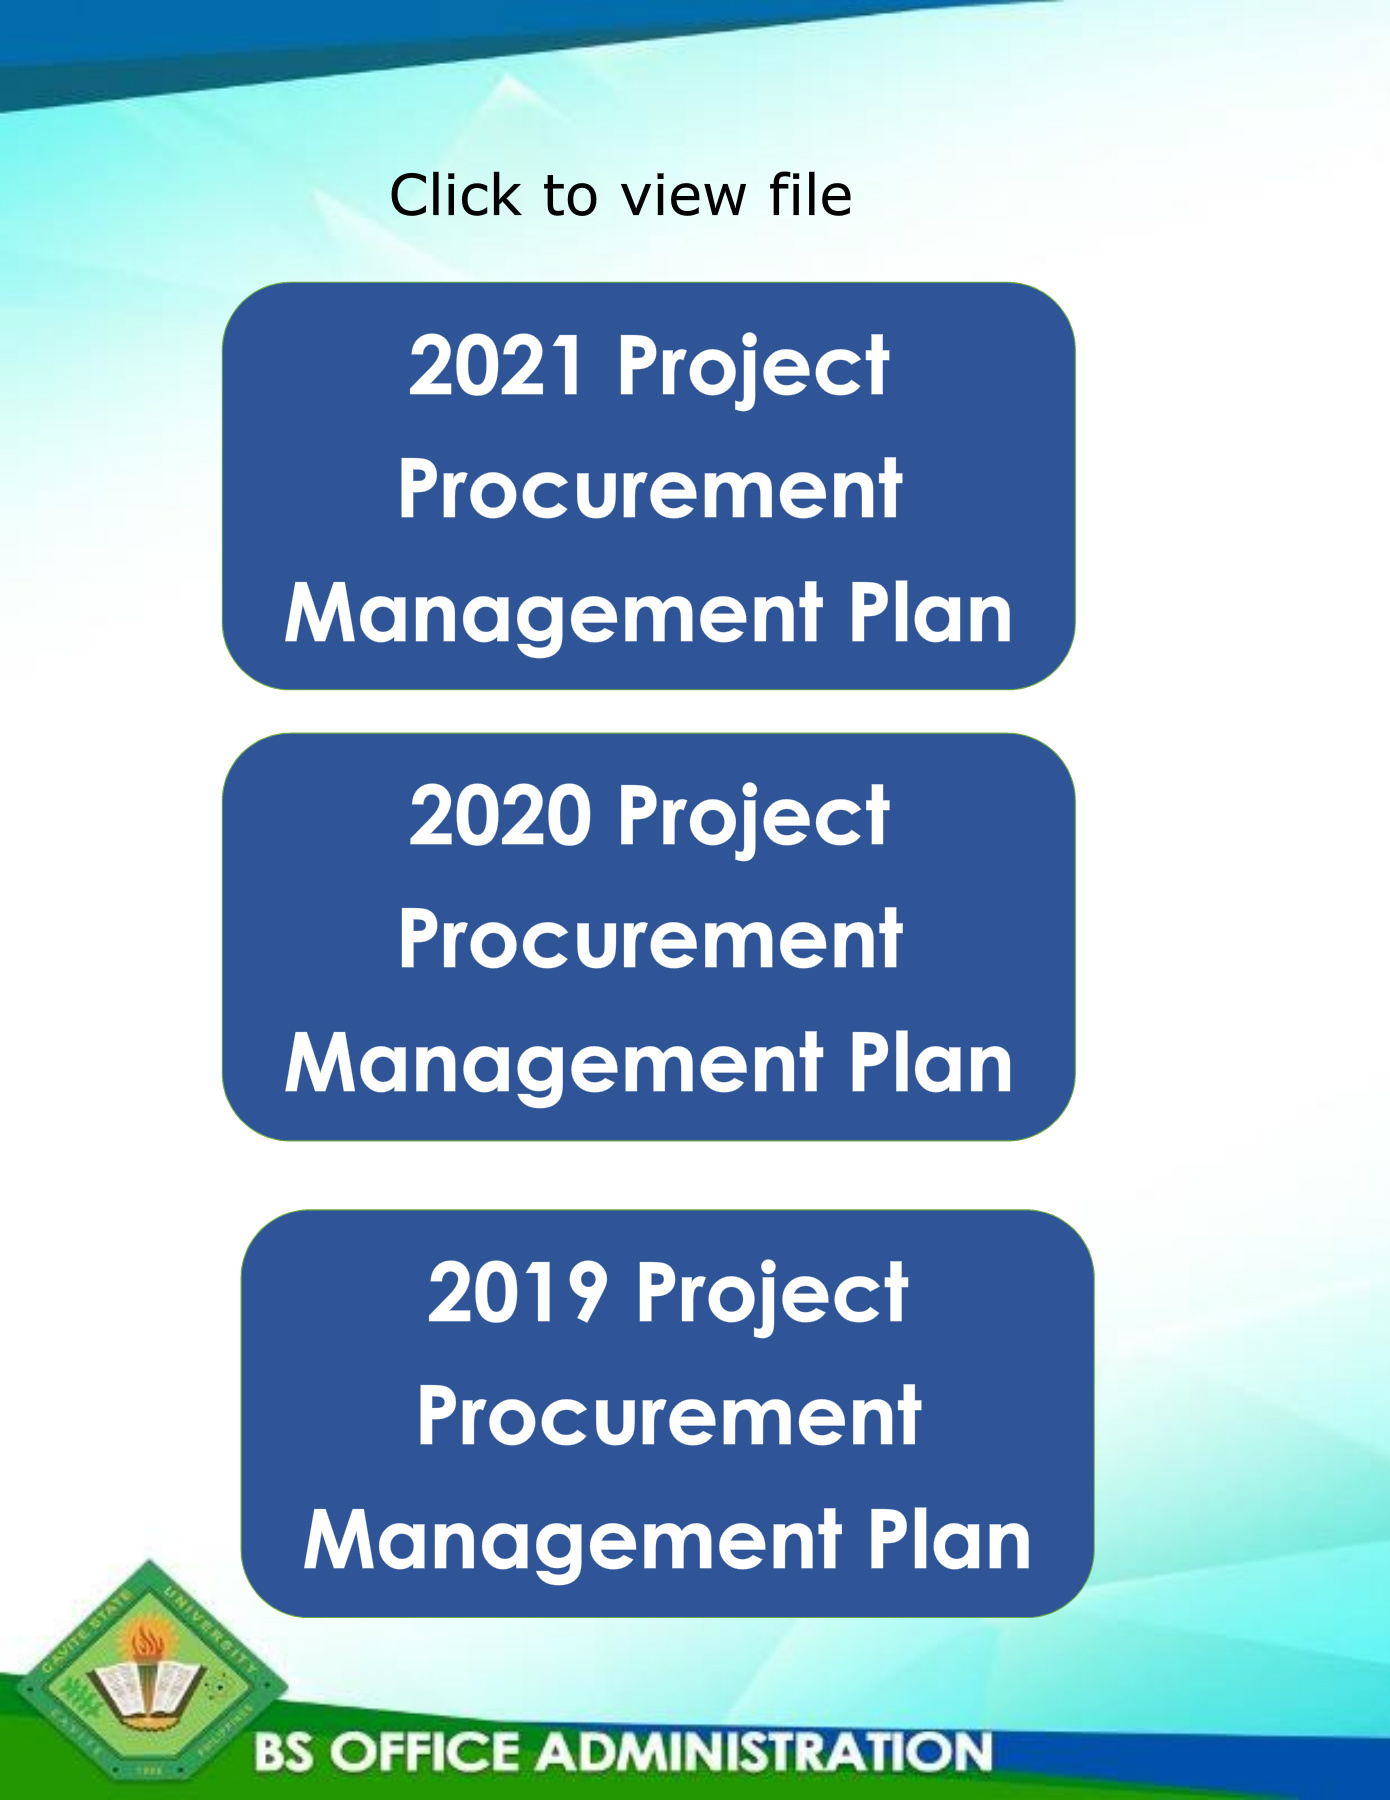 Click to view file
2021 Project
Procurement
Management Plan
2020 Project
Procurement
Management Plan
2019 Project
Procurement
Management Plan
CAVITE STATE UNIVERSITY
CAVITE
PHILIPPINES
BS OFFICE ADMINISTRATION